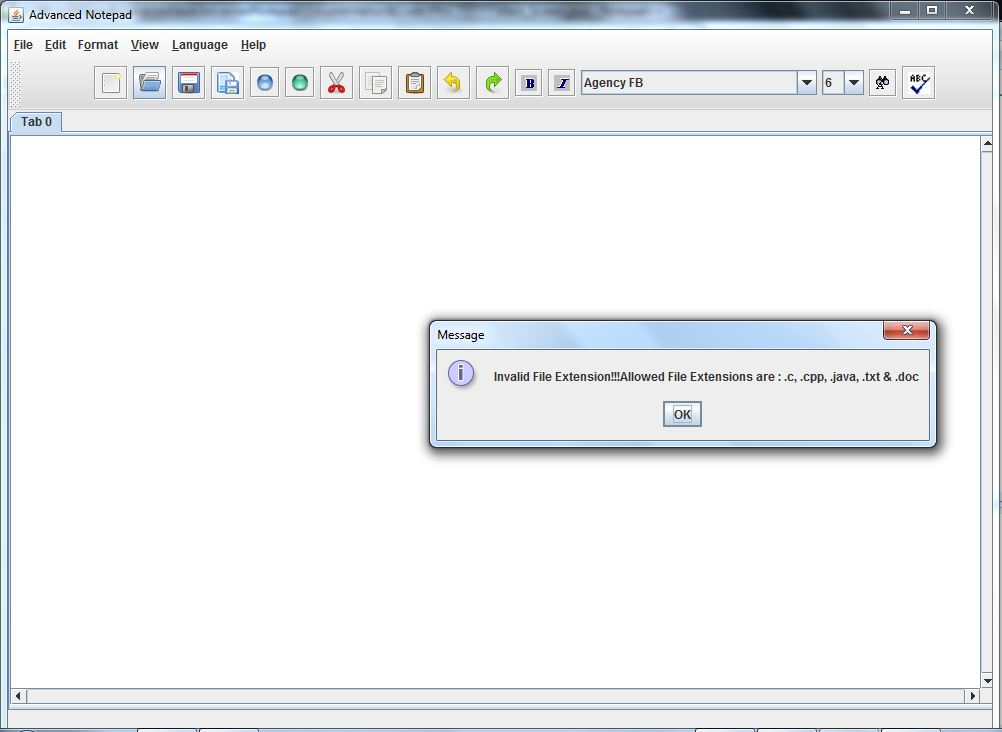 Advanced Notepad
File Edit Format View Language Help
B I Agency FB 6 ABC
Tab 0
Message
Invalid File Extension!!!Allowed File Extensions are : .c, .cpp, .java, .txt & .doc
OK